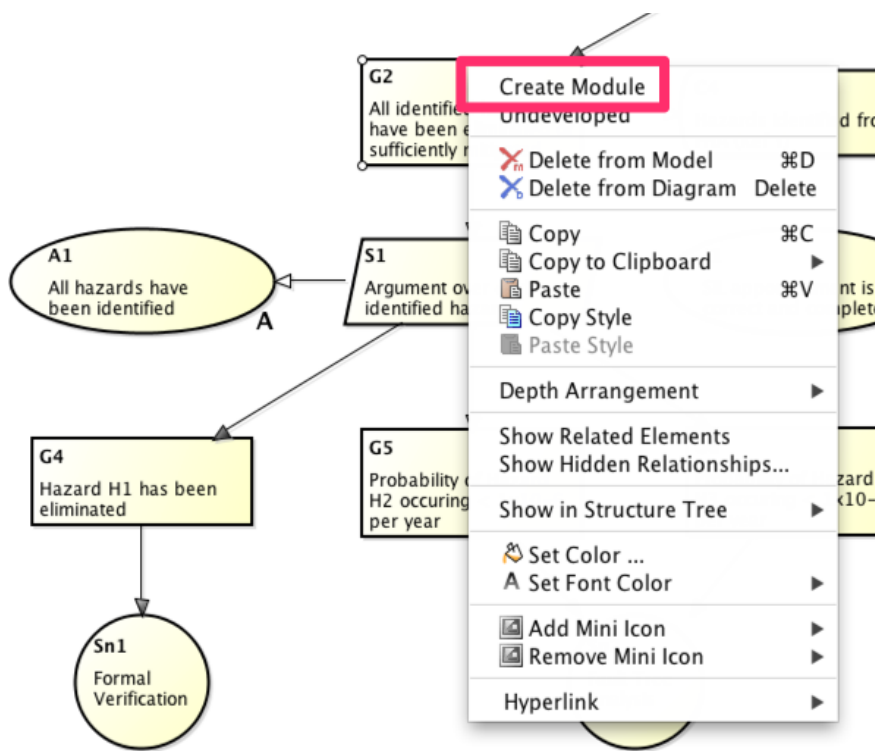 G2
All identifie
have been e
sufficiently r
Create Module
Undeveloped
Delete from Model ⌘D
Delete from Diagram Delete
Copy ⌘C
Copy to Clipboard
Paste ⌘V
Copy Style
Paste Style
Depth Arrangement
Show Related Elements
Show Hidden Relationships...
Show in Structure Tree
Set Color ...
Set Font Color
Add Mini Icon
Remove Mini Icon
Hyperlink
d fro
A1
All hazards have
been identified
A
S1
Argument ov
identified ha
nt is
plete
G4
Hazard H1 has been
eliminated
G5
Probability
H2 occuring
per year
zard
x10-
Sn1
Formal
Verification